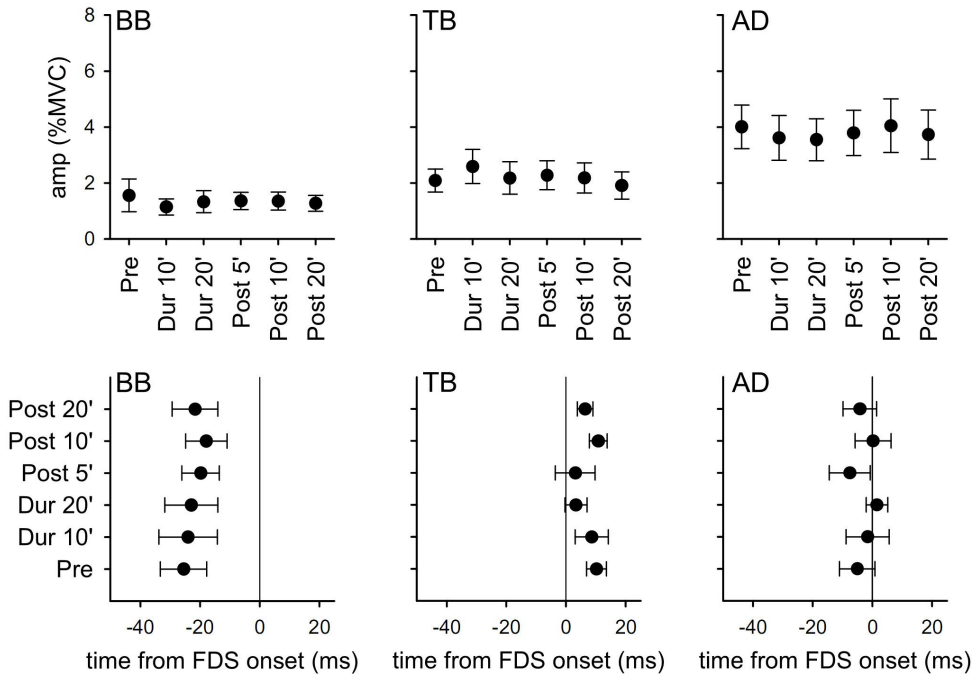 BB
TB
AD
amp (%MVC)
8
6
4
2
0
Pre
Dur 10'
Dur 20'
Post 5'
Post 10'
Post 20'
Pre
Dur 10'
Dur 20'
Post 5'
Post 10'
Post 20'
Pre
Dur 10'
Dur 20'
Post 5'
Post 10'
Post 20'
BB
TB
AD
Post 20'
Post 10'
Post 5'
Dur 20'
Dur 10'
Pre
-40 -20 0 20
-40 -20 0 20
-40 -20 0 20
time from FDS onset (ms)
time from FDS onset (ms)
time from FDS onset (ms)